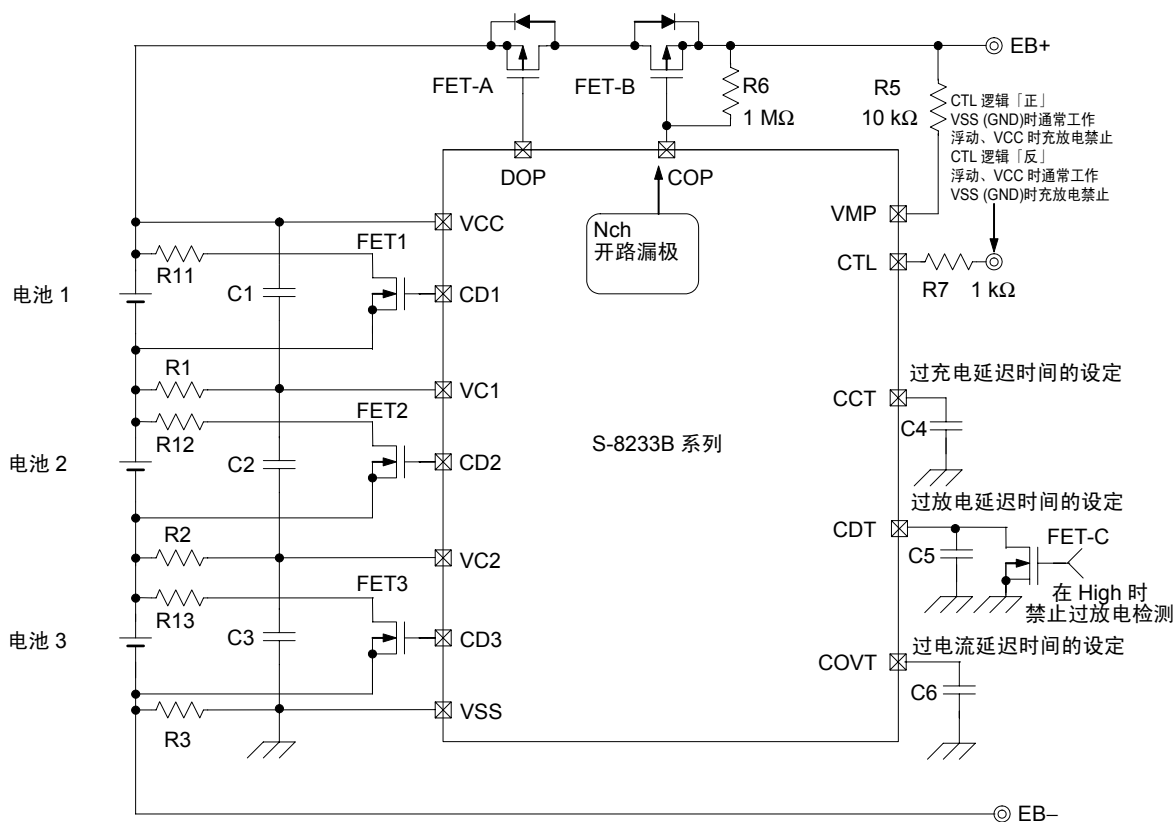 EB+
FET-A
FET-B
R6
1 MΩ
R5
10 kΩ
CTL 逻辑「正」
VSS (GND)时通常工作
浮动、VCC 时充放电禁止
CTL 逻辑「反」
浮动、VCC 时通常工作
VSS (GND)时充放电禁止
DOP
COP
VMP
VCC
Nch
开路漏极
CTL
R7
1 kΩ
FET1
R11
C1
CD1
电池 1
R1
VC1
过充电延迟时间的设定
CCT
C4
FET2
R12
C2
CD2
电池 2
S-8233B 系列
过放电延迟时间的设定
CDT
C5
FET-C
在 High 时
禁止过放电检测
R2
VC2
FET3
R13
C3
CD3
电池 3
过电流延迟时间的设定
COVT
C6
VSS
R3
EB–